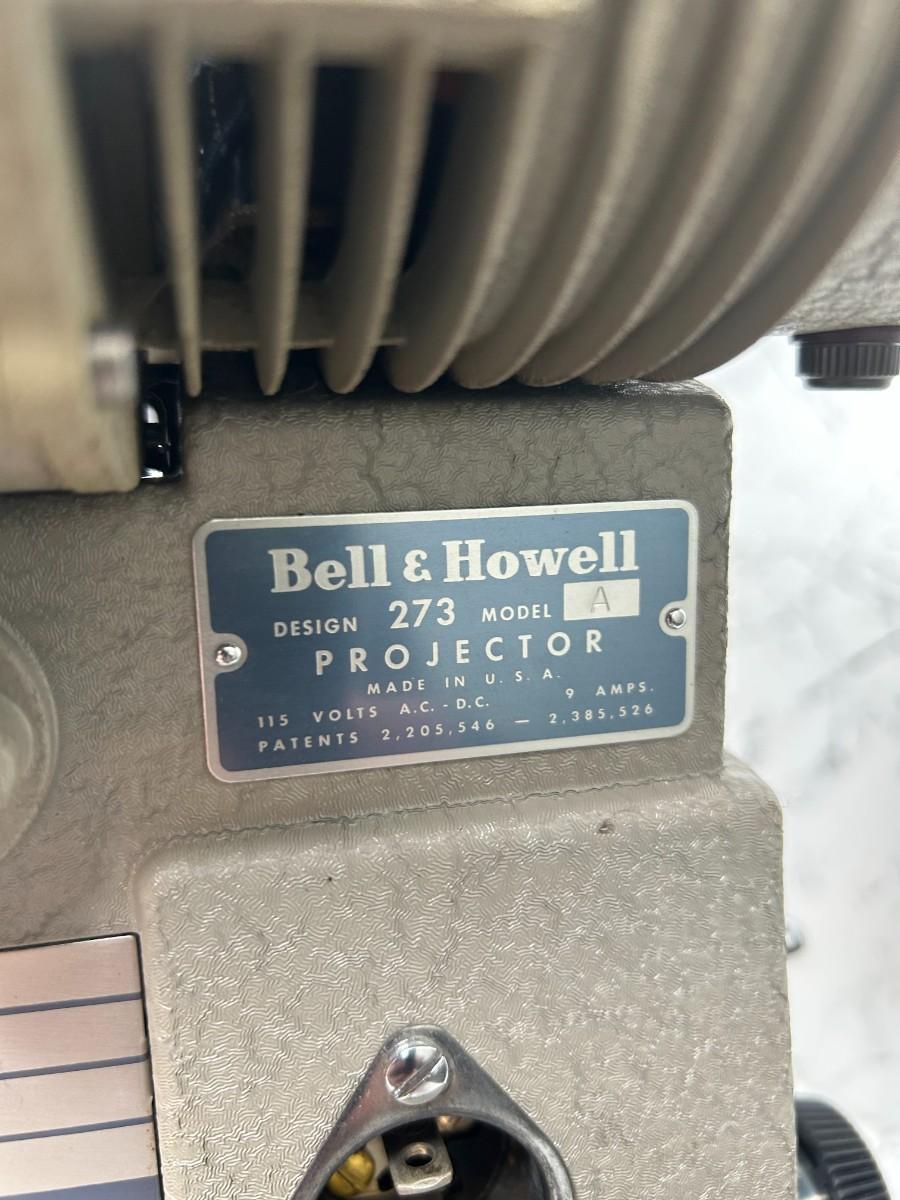 Bell & Howell
DESIGN 273 MODEL A
PROJECTOR
MADE IN U.S.A.
115 VOLTS A.C.-D.C. 9 AMPS.
PATENTS 2,205,546 — 2,385,526